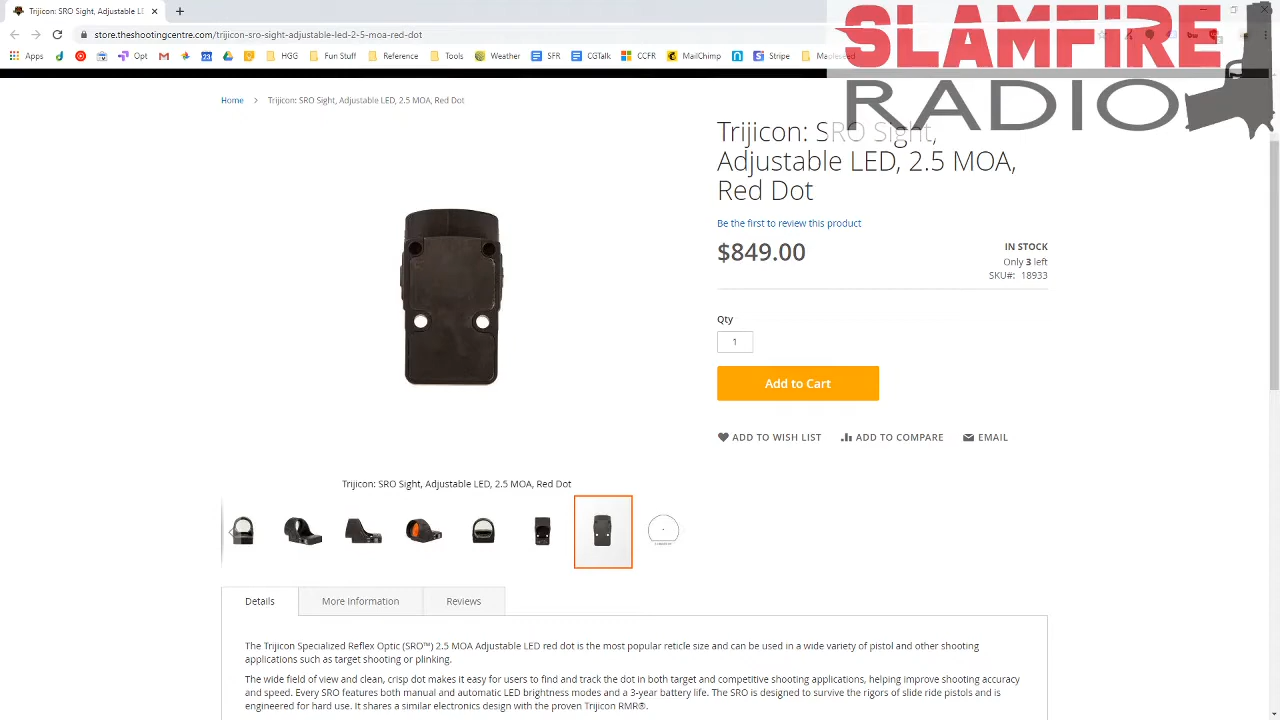 Trijicon: SRO Sight, Adjustable LE
store.theshootingcentre.com/trijicon-sro-sight-adjustable-led-2-5-moa-red-dot
Apps
Opt
HGG
Fun Stuff
Reference
Tools
Weather
SFR
CGTalk
CCFR
MailChimp
Stripe
Mapleseed
SLAMFIRE
RADIO
Home > Trijicon: SRO Sight, Adjustable LED, 2.5 MOA, Red Dot
Trijicon: SRO Sight,
Adjustable LED, 2.5 MOA,
Red Dot
Be the first to review this product
$849.00
IN STOCK
Only 3 left
SKU#: 18933
Qty
1
Add to Cart
ADD TO WISH LIST
ADD TO COMPARE
EMAIL
Trijicon: SRO Sight, Adjustable LED, 2.5 MOA, Red Dot
Details
More Information
Reviews
The Trijicon Specialized Reflex Optic (SRO™) 2.5 MOA Adjustable LED red dot is the most popular reticle size and can be used in a wide variety of pistol and other shooting
applications such as target shooting or plinking.
The wide field of view and clean, crisp dot makes it easy for users to find and track the dot in both target and competitive shooting applications, helping improve shooting accuracy
and speed. Every SRO features both manual and automatic LED brightness modes and a 3-year battery life. The SRO is designed to survive the rigors of slide ride pistols and is
engineered for hard use. It shares a similar electronics design with the proven Trijicon RMR®.